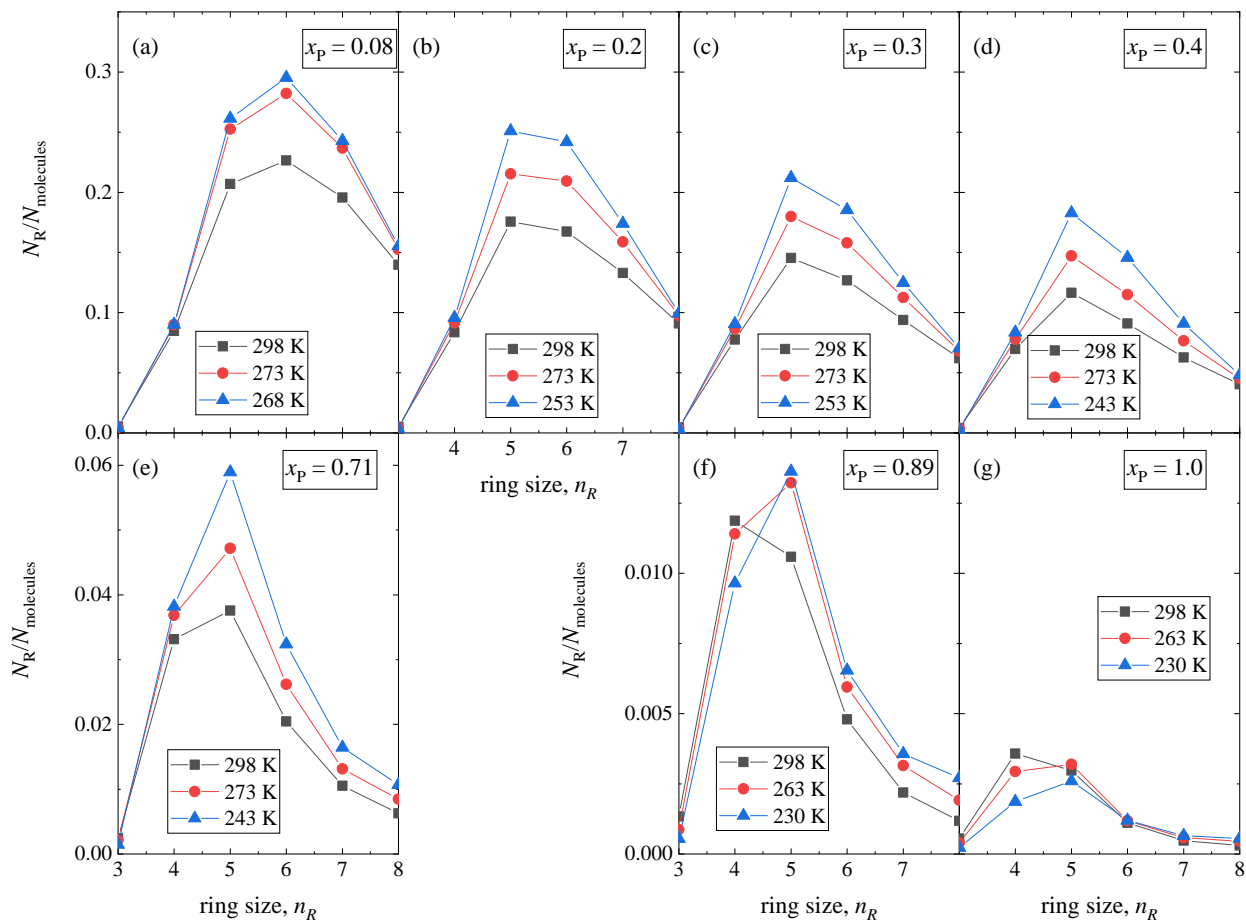 (a) xP = 0.08
(b) xP = 0.2
(c) xP = 0.3
(d) xP = 0.4
0.3
0.2
0.1
0.0
NR/Nmolecules
298 K
273 K
268 K
298 K
273 K
253 K
298 K
273 K
253 K
298 K
273 K
243 K
4 5 6 7
ring size, nR
(e) xP = 0.71
0.06
0.04
0.02
0.00
NR/Nmolecules
298 K
273 K
243 K
3 4 5 6 7 8
ring size, nR
(f) xP = 0.89
(g) xP = 1.0
0.010
0.005
0.000
NR/Nmolecules
298 K
263 K
230 K
298 K
263 K
230 K
3 4 5 6 7
4 5 6 7 8
ring size, nR
ring size, nR